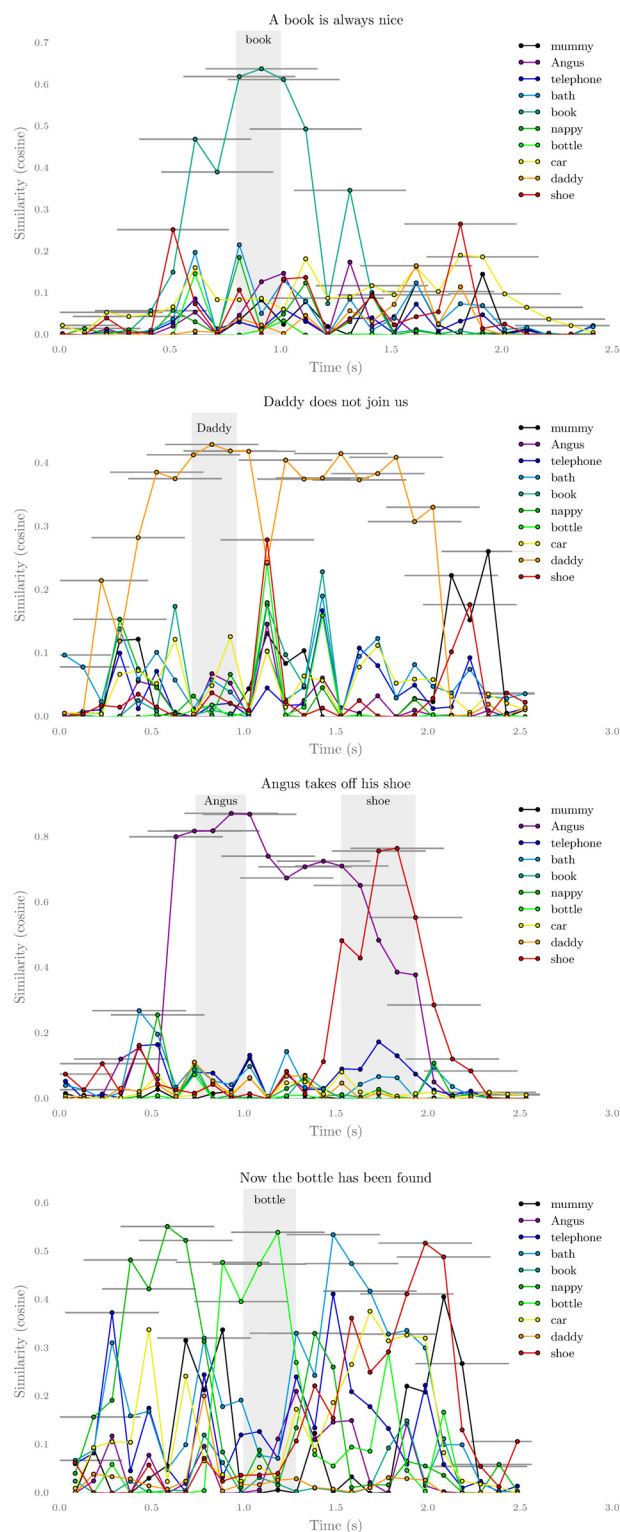 A book is always nice
book
Similarity (cosine)
0.7
0.6
0.5
0.4
0.3
0.2
0.1
0.0
0.0 0.5 1.0 1.5 2.0 2.5 3.0
Time (s)
mummy
Angus
telephone
bath
book
nappy
bottle
car
daddy
shoe
Daddy does not join us
Daddy
Similarity (cosine)
0.4
0.3
0.2
0.1
0.0
0.0 0.5 1.0 1.5 2.0 3.0
Time (s)
mummy
Angus
telephone
bath
book
nappy
bottle
car
daddy
shoe
Angus takes off his shoe
Angus shoe
Similarity (cosine)
0.8
0.6
0.4
0.2
0.0
0.0 0.5 1.0 1.5 2.0 2.5 3.0
Time (s)
mummy
Angus
telephone
bath
book
nappy
bottle
car
daddy
shoe
Now the bottle has been found
bottle
Similarity (cosine)
0.6
0.5
0.4
0.3
0.2
0.1
0.0
0.0 0.5 1.0 1.5 2.0 2.5 3.0
Time (s)
mummy
Angus
telephone
bath
book
nappy
bottle
car
daddy
shoe